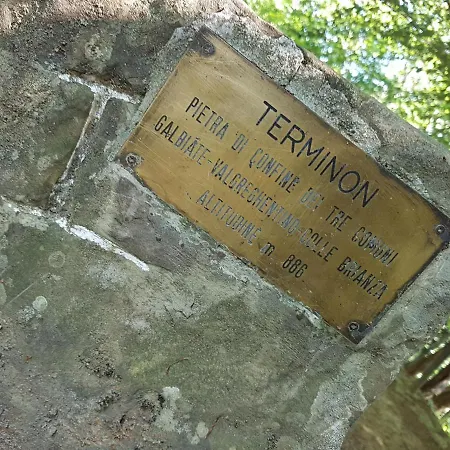 TERMINON
PIETRA DI CONFINE DEI TRE COMUNI
GALBIATE-VALGREGHENTINO-COLLE BRIANZA
ALTITUDINE m. 886